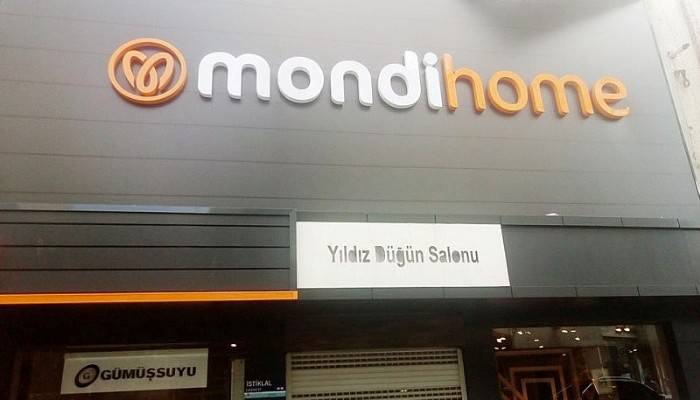 mondihome
Yıldız Düğün Salonu
GÜMÜŞSUYU
İSTİKLAL